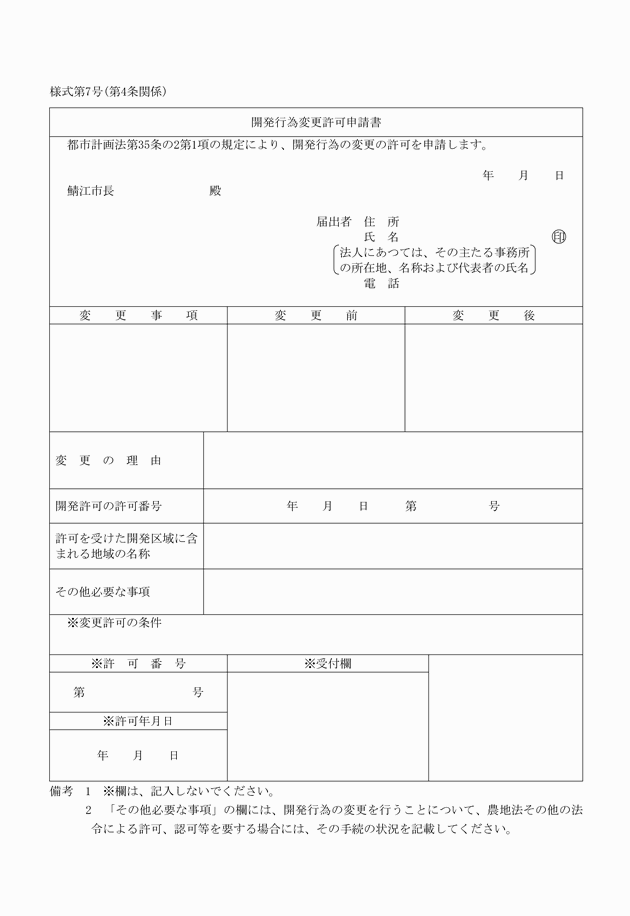 様式第7号(第4条関係)
開発行為変更許可申請書
都市計画法第35条の2第1項の規定により、開発行為の変更の許可を申請します。
年　月　日
鯖江市長　殿
届出者　住　所
氏　名　㊞
法人にあつては、その主たる事務所
の所在地、名称および代表者の氏名
電　話
変　更　事　項　変　更　前　変　更　後
変　更　の　理　由
開発許可の許可番号　年　月　日　第　号
許可を受けた開発区域に含
まれる地域の名称
その他必要な事項
※変更許可の条件
※許　可　番　号　※受付欄
第　号
※許可年月日
年　月　日
備考　1　※欄は、記入しないでください。
2　「その他必要な事項」の欄には、開発行為の変更を行うことについて、農地法その他の法
令による許可、認可等を要する場合には、その手続の状況を記載してください。